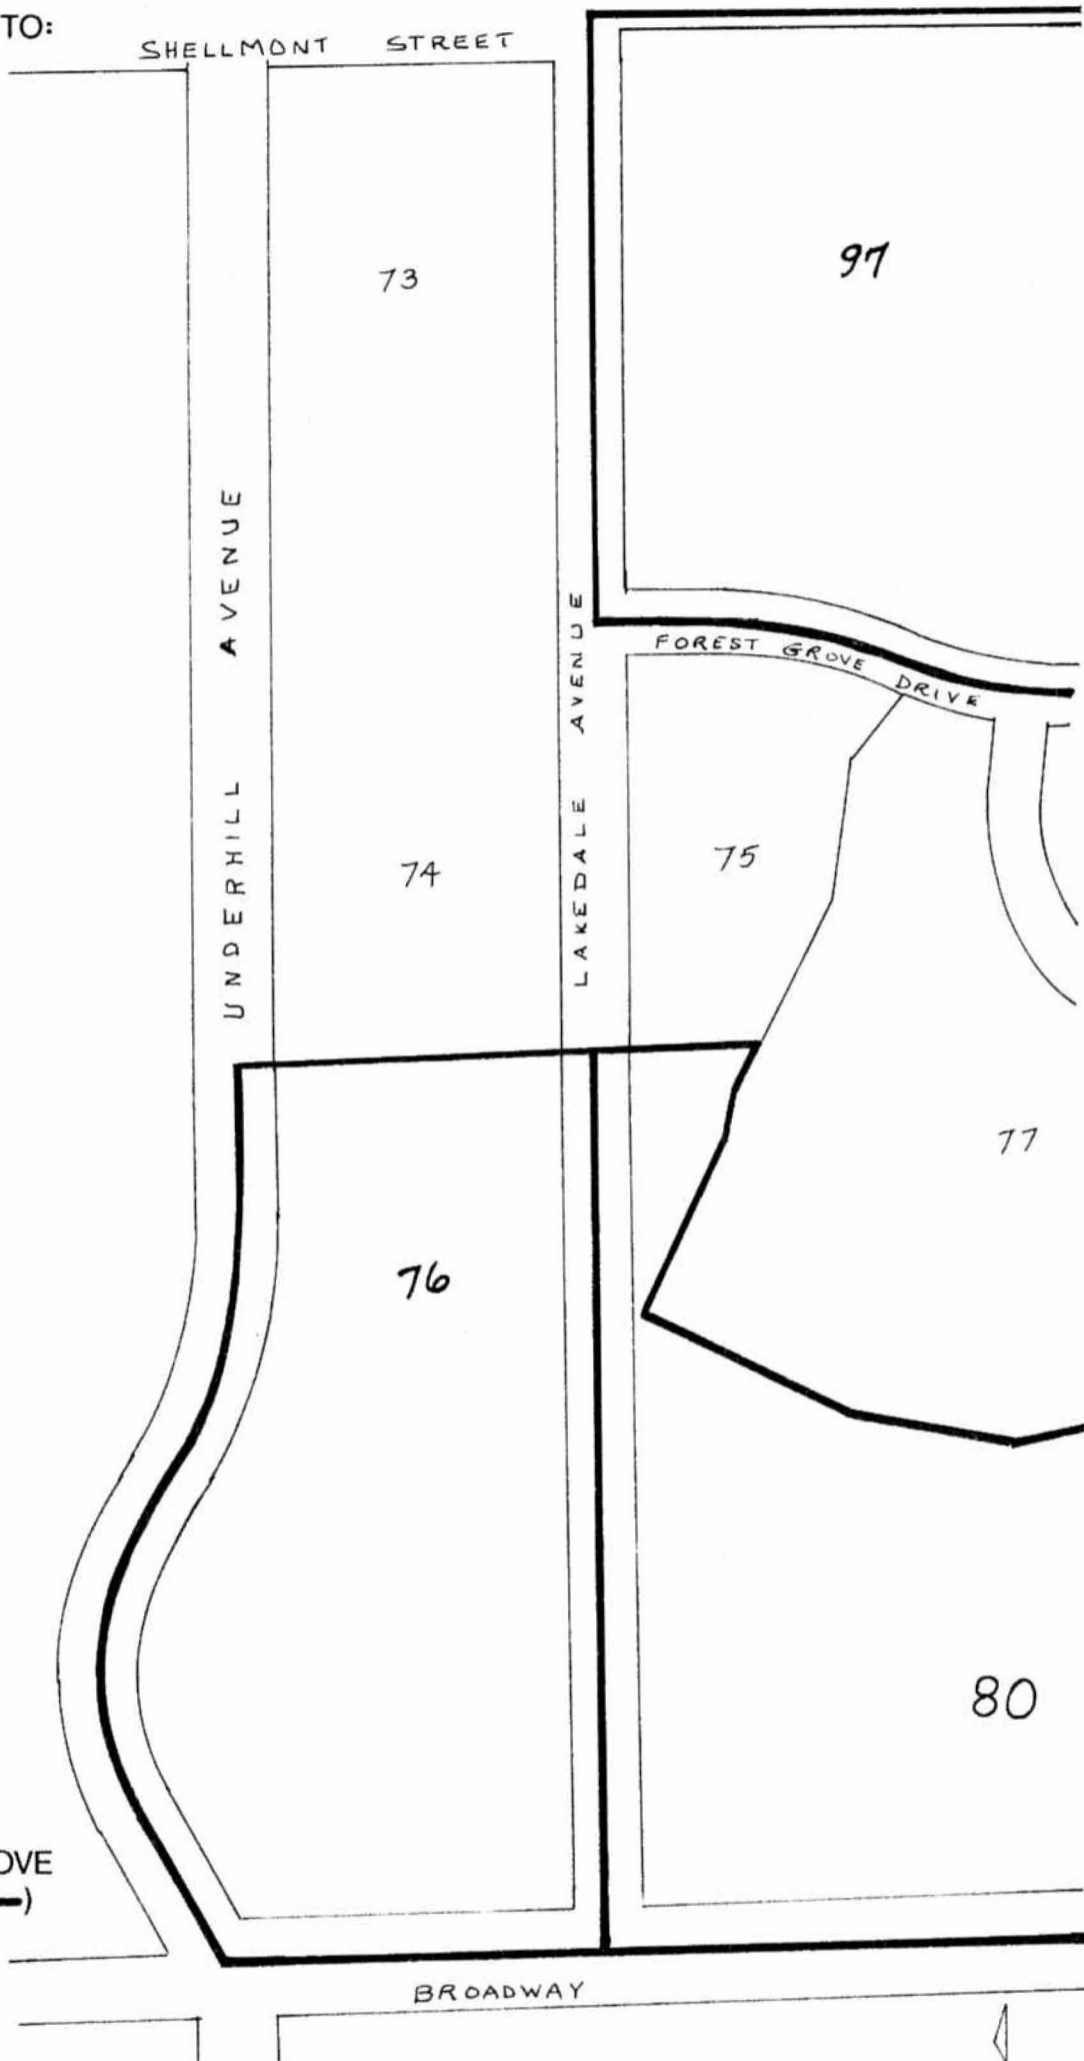 TO:
SHELLMONT STREET
97
73
UNDERHILL AVENUE
LAKEDALE AVENUE
FOREST GROVE DRIVE
74
75
77
76
80
OVE
)
BROADWAY